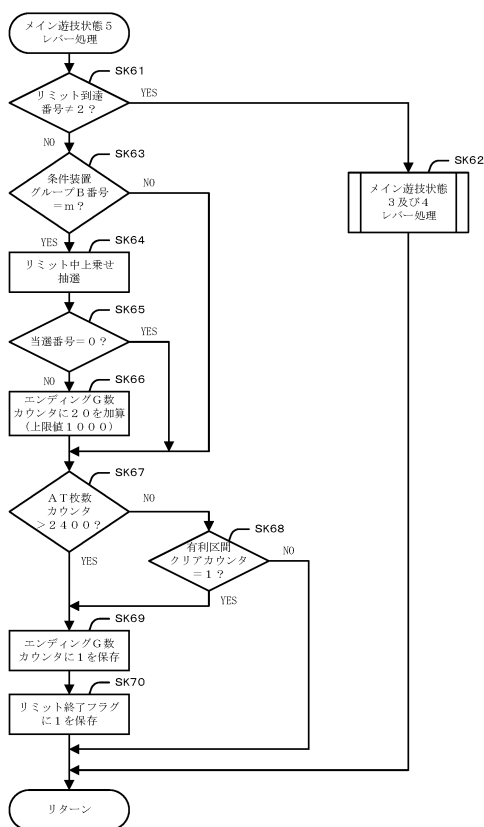 メイン遊技状態５
レバー処理
SK61
リミット到達
番号≠２？
YES
NO
SK63
条件装置
グループＢ番号
＝ｍ？
NO
YES
SK62
メイン遊技状態
３及び４
レバー処理
SK64
リミット中上乗せ
抽選
SK65
当選番号＝０？
YES
NO
SK66
エンディングＧ数
カウンタに２０を加算
（上限値１０００）
SK67
ＡＴ枚数
カウンタ
＞２４００？
NO
YES
SK68
有利区間
クリアカウンタ
＝１？
NO
YES
SK69
エンディングＧ数
カウンタに１を保存
SK70
リミット終了フラグ
に１を保存
リターン